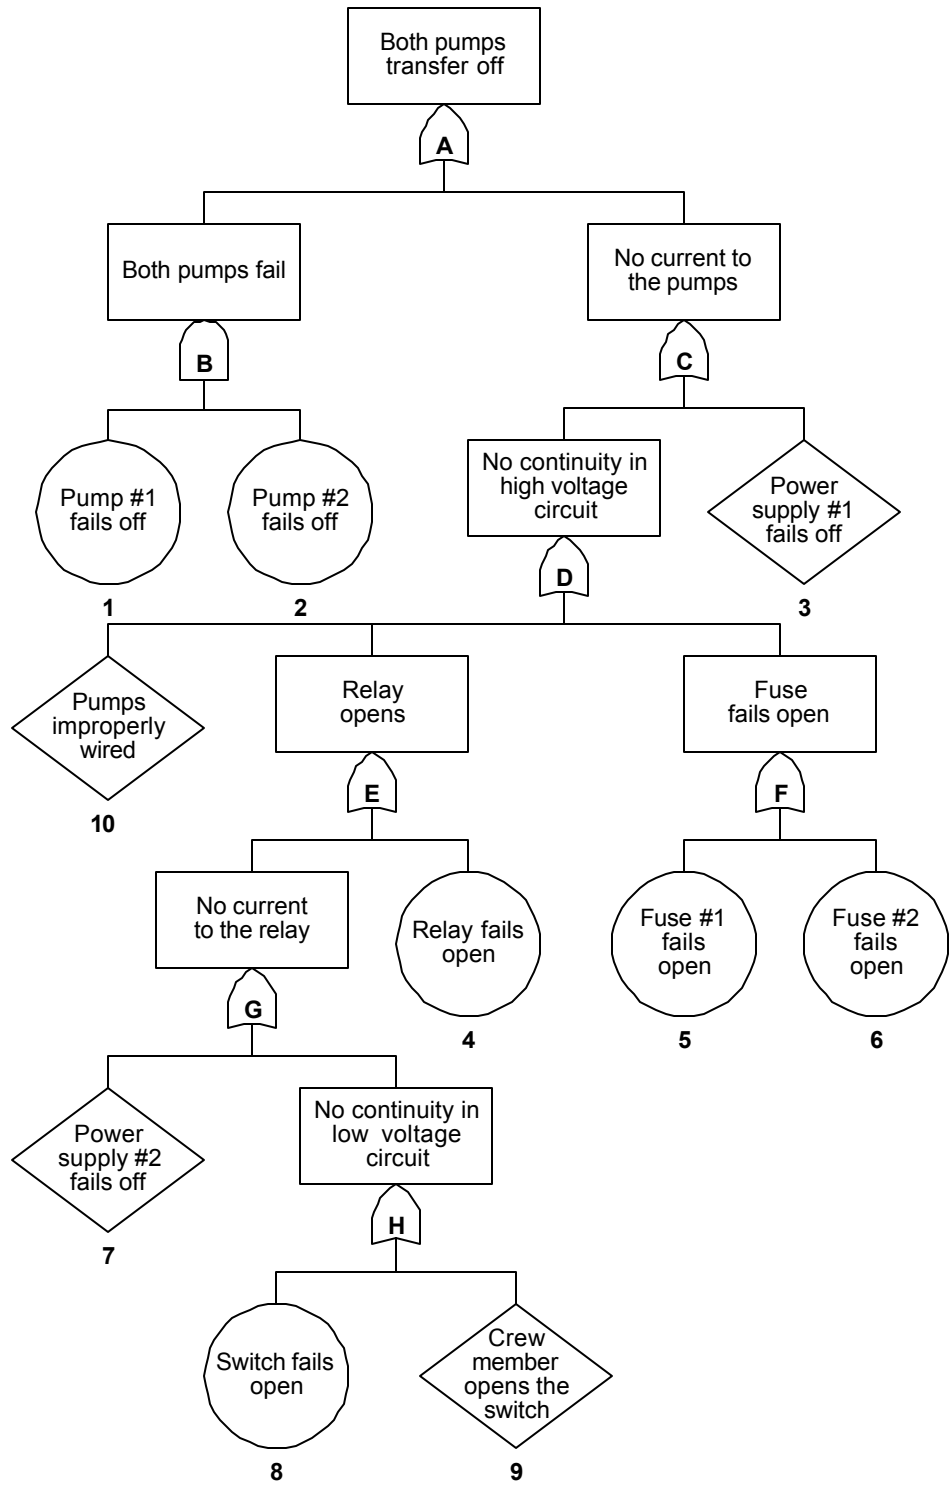 Both pumps
transfer off
A
Both pumps fail
No current to
the pumps
B
C
Pump #1
fails off
Pump #2
fails off
No continuity in
high voltage
circuit
Power
supply #1
fails off
1
2
D
3
Pumps
improperly
wired
Relay
opens
Fuse
fails open
10
E
F
No current
to the relay
Relay fails
open
Fuse #1
fails
open
Fuse #2
fails
open
G
4
5
6
Power
supply #2
fails off
No continuity in
low voltage
circuit
7
H
Switch fails
open
Crew
member
opens the
switch
8
9